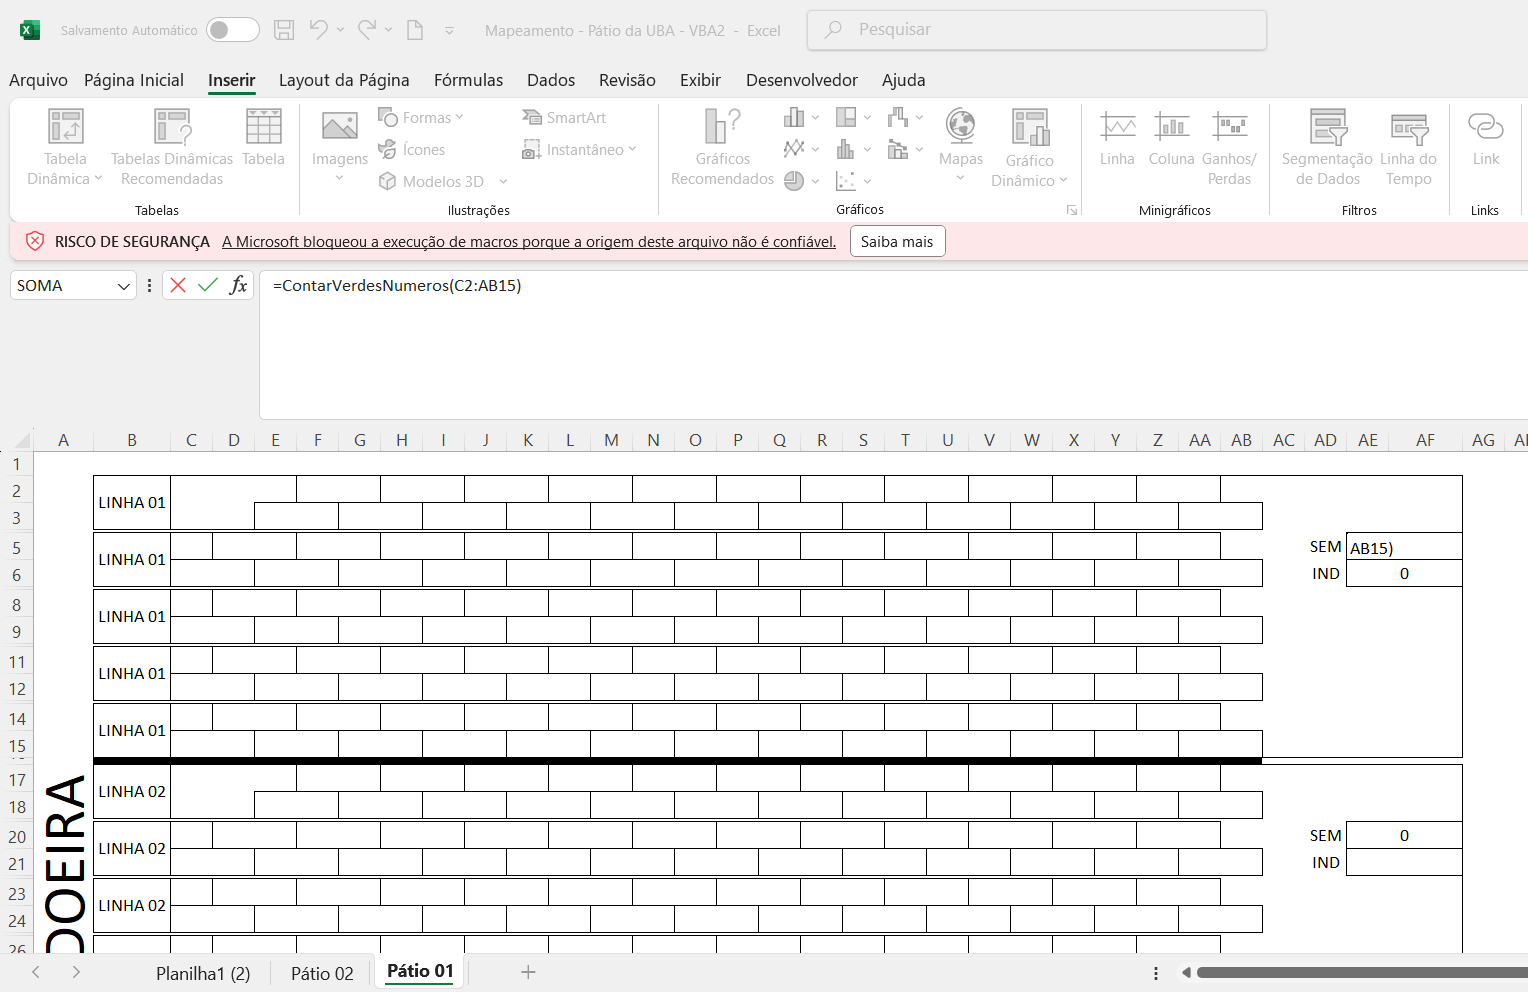 Salvamento Automático
Mapeamento - Pátio da UBA - VBA2 - Excel
Pesquisar
Arquivo Página Inicial Inserir Layout da Página Fórmulas Dados Revisão Exibir Desenvolvedor Ajuda
Tabela Dinâmica
Tabelas Dinâmicas Recomendadas
Tabela
Tabelas
Imagens
Formas
Ícones
Modelos 3D
SmartArt
Instantâneo
Ilustrações
Gráficos Recomendados
Mapas
Gráfico Dinâmico
Gráficos
Linha
Coluna
Ganhos/Perdas
Minigráficos
Segmentação de Dados
Linha do Tempo
Filtros
Link
Links
RISCO DE SEGURANÇA A Microsoft bloqueou a execução de macros porque a origem deste arquivo não é confiável. Saiba mais
SOMA fx =ContarVerdesNumeros(C2:AB15)
A B C D E F G H I J K L M N O P Q R S T U V W X Y Z AA AB AC AD AE AF AG
1
2
LINHA 01
3
5 SEM AB15)
LINHA 01
6 IND 0
8
LINHA 01
9
11
LINHA 01
12
14
LINHA 01
15
17
LINHA 02
18
20 SEM 0
LINHA 02
21 IND
23
LINHA 02
24
26
DOEIRA
Planilha1 (2) Pátio 02 Pátio 01